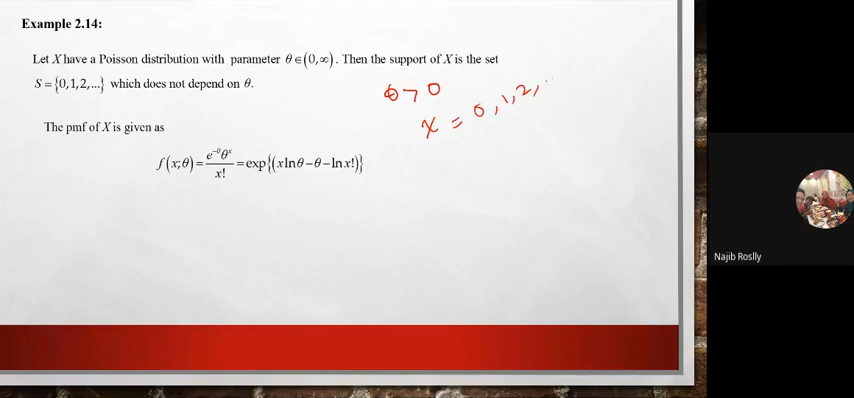 Example 2.14:
Let X have a Poisson distribution with parameter θ∈(0,∞). Then the support of X is the set
S={0,1,2,...} which does not depend on θ.
θ > 0
x = 0, 1, 2, ..
The pmf of X is given as
f(x;θ) = e^{-θ}θ^x / x! = exp{(x ln θ − θ − ln x!)}
Najib Roslly